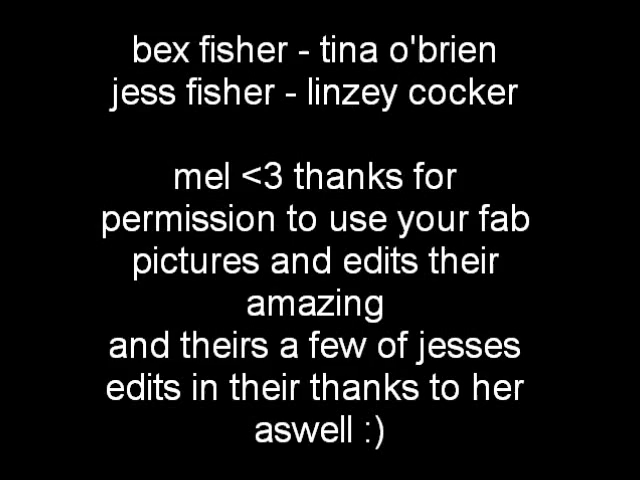 bex fisher - tina o'brien
jess fisher - linzey cocker
mel <3 thanks for
permission to use your fab
pictures and edits their
amazing
and theirs a few of jesses
edits in their thanks to her
aswell :)